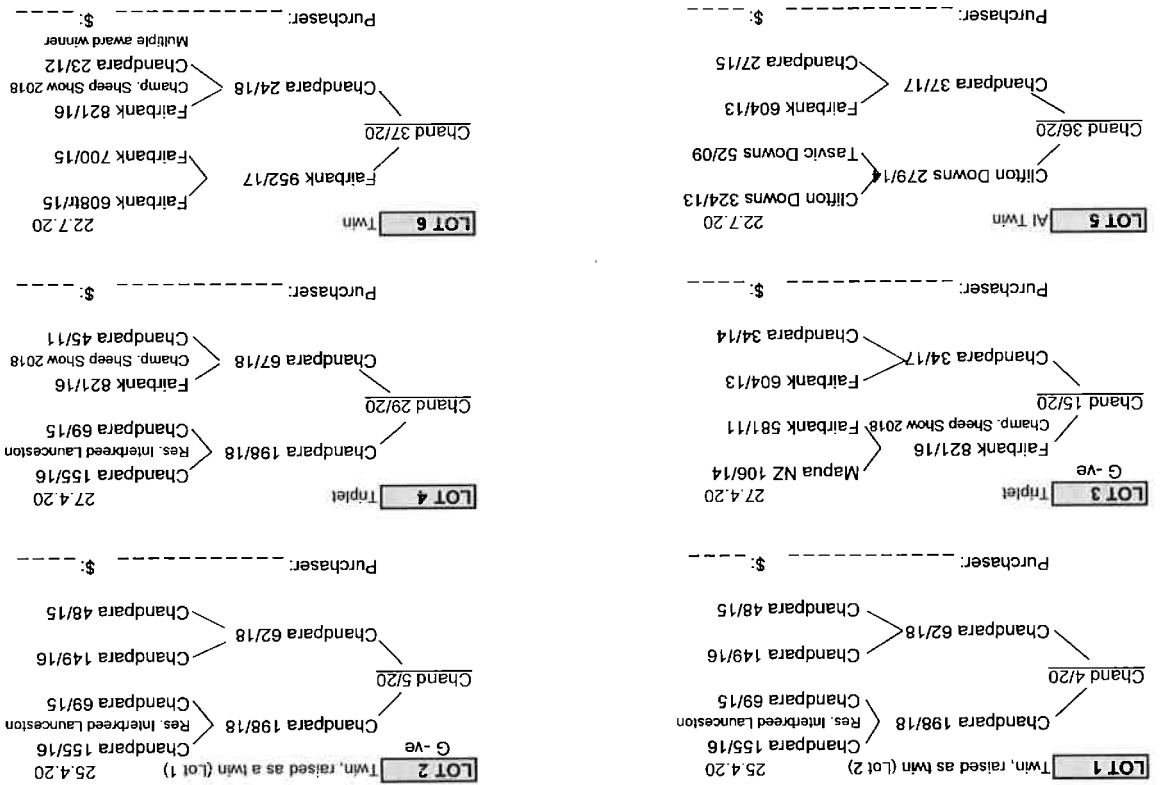 LOT 1 Twin, raised as twin (Lot 2) 25.4.20
Chandpara 155/16
Chandpara 198/18 Res. Interbreed Launceston
Chandpara 69/15
Chand 4/20
Chandpara 149/16
Chandpara 62/18
Chandpara 48/15
Purchaser: _ _ _ _ _ _ _ _ _ _ _ $: _ _ _ _
LOT 2 Twin, raised as a twin (Lot 1) 25.4.20
G -ve
Chandpara 155/16
Chandpara 198/18 Res. Interbreed Launceston
Chandpara 69/15
Chand 5/20
Chandpara 149/16
Chandpara 62/18
Chandpara 48/15
Purchaser: _ _ _ _ _ _ _ _ _ _ _ $: _ _ _ _
LOT 3 Triplet 27.4.20
G -ve
Mapua NZ 106/14
Fairbank 821/16
Champ. Sheep Show 2018 Fairbank 581/11
Chand 15/20
Fairbank 604/13
Chandpara 34/17
Chandpara 34/14
Purchaser: _ _ _ _ _ _ _ _ _ _ _ $: _ _ _ _
LOT 4 Triplet 27.4.20
Chandpara 155/16
Chandpara 198/18 Res. Interbreed Launceston
Chandpara 69/15
Chand 29/20
Fairbank 821/16
Chandpara 67/18 Champ. Sheep Show 2018
Chandpara 45/11
Purchaser: _ _ _ _ _ _ _ _ _ _ _ $: _ _ _ _
LOT 5 AI Twin 22.7.20
Clifton Downs 324/13
Clifton Downs 279/14
Tasvic Downs 52/09
Chand 36/20
Fairbank 604/13
Chandpara 37/17
Chandpara 27/15
Purchaser: _ _ _ _ _ _ _ _ _ _ _ $: _ _ _ _
LOT 6 Twin 22.7.20
Fairbank 608tr/15
Fairbank 952/17
Fairbank 700/15
Chand 37/20
Fairbank 821/16
Chandpara 24/18 Champ. Sheep Show 2018
Chandpara 23/12
Multiple award winner
Purchaser: _ _ _ _ _ _ _ _ _ _ _ $: _ _ _ _